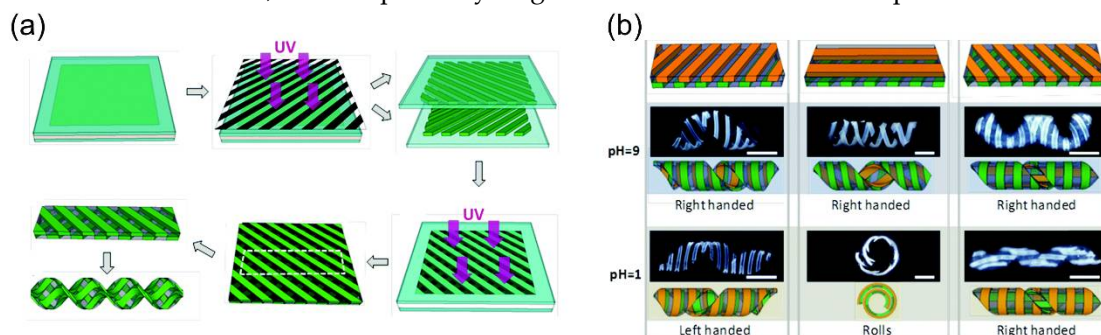 (a)
UV
UV
(b)
pH=9
Right handed
Right handed
Right handed
pH=1
Left handed
Rolls
Right handed